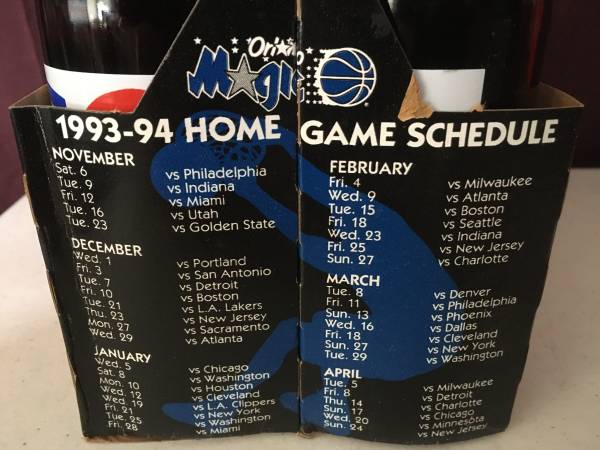 Orlando
Magic
1993-94 HOME GAME SCHEDULE
NOVEMBER
Sat. 6 vs Philadelphia
Tue. 9 vs Indiana
Fri. 12 vs Miami
Tue. 16 vs Utah
Tue. 23 vs Golden State
DECEMBER
Wed. 1 vs Portland
Fri. 3 vs San Antonio
Tue. 7 vs Detroit
Fri. 10 vs Boston
Tue. 21 vs L.A. Lakers
Thu. 23 vs New Jersey
Mon. 27 vs Sacramento
Wed. 29 vs Atlanta
JANUARY
Wed. 5 vs Chicago
Sat. 8 vs Washington
Mon. 10 vs Houston
Wed. 12 vs Cleveland
Wed. 19 vs L.A. Clippers
Fri. 21 vs New York
Tue. 25 vs Washington
Fri. 28 vs Miami
FEBRUARY
Fri. 4 vs Milwaukee
Wed. 9 vs Atlanta
Tue. 15 vs Boston
Fri. 18 vs Seattle
Wed. 23 vs Indiana
Fri. 25 vs New Jersey
Sun. 27 vs Charlotte
MARCH
Tue. 8 vs Denver
Fri. 11 vs Philadelphia
Sun. 13 vs Phoenix
Wed. 16 vs Dallas
Fri. 18 vs Cleveland
Sun. 27 vs New York
Tue. 29 vs Washington
APRIL
Tue. 5 vs Milwaukee
Fri. 8 vs Detroit
Thu. 14 vs Charlotte
Sun. 17 vs Chicago
Wed. 20 vs Minnesota
Sun. 24 vs New Jersey